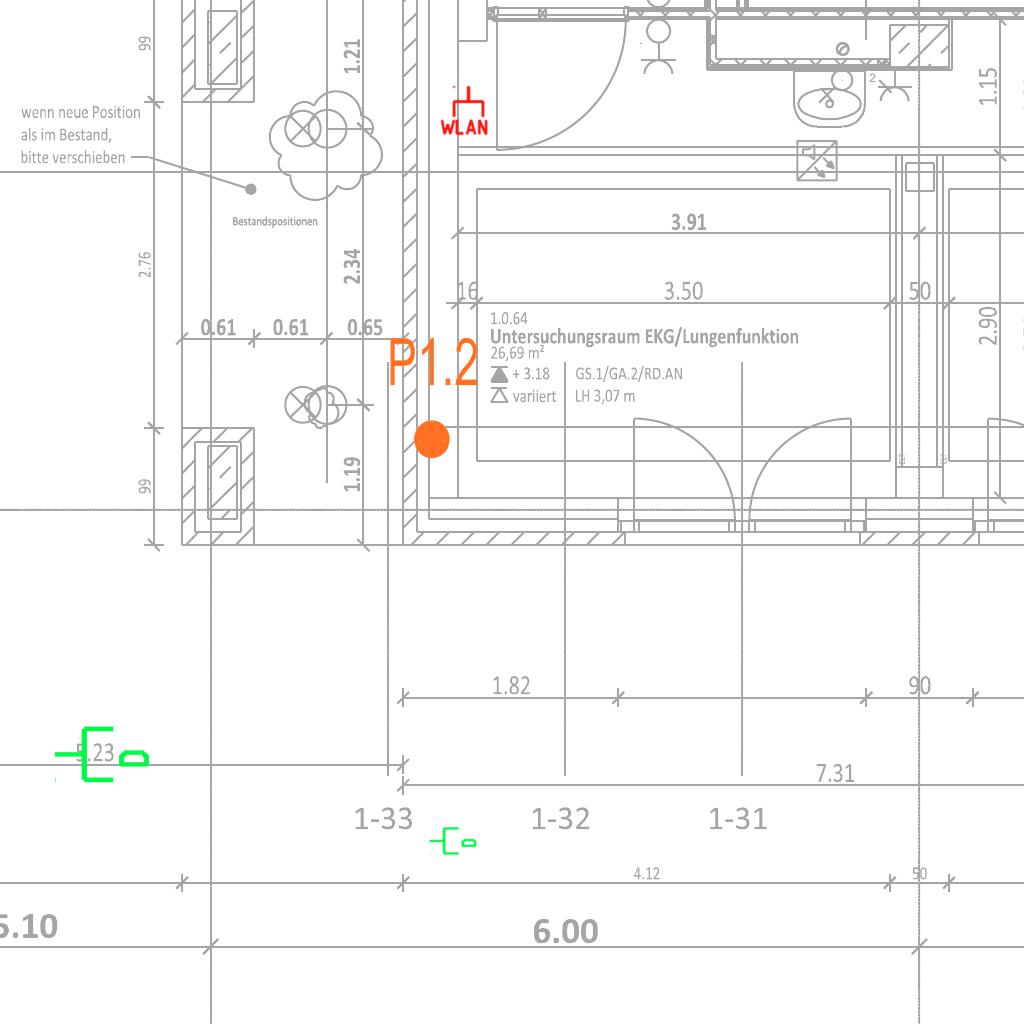 99
1.21
1.15
wenn neue Position
als im Bestand,
bitte verschieben
WLAN
2
Bestandspositionen
3.91
2.76
2.34
16
3.50
50
0.61
0.61
0.65
2.90
1.0.64
Untersuchungsraum EKG/Lungenfunktion
26,69 m²
P1.2
+ 3.18 GS.1/GA.2/RD.AN
variiert LH 3,07 m
99
1.19
1.82
90
5.23
D
7.31
1-33
1-32
1-31
D
4.12
50
5.10
6.00